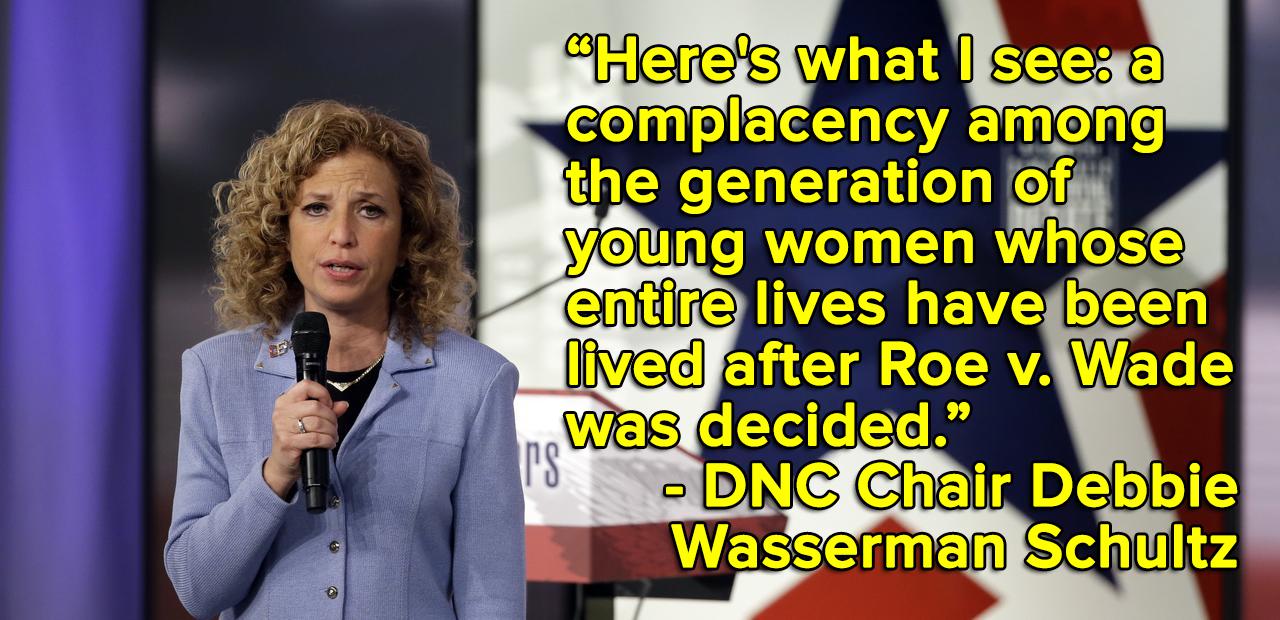 “Here's what I see: a
complacency among
the generation of
young women whose
entire lives have been
lived after Roe v. Wade
was decided.”
- DNC Chair Debbie
Wasserman Schultz
rs